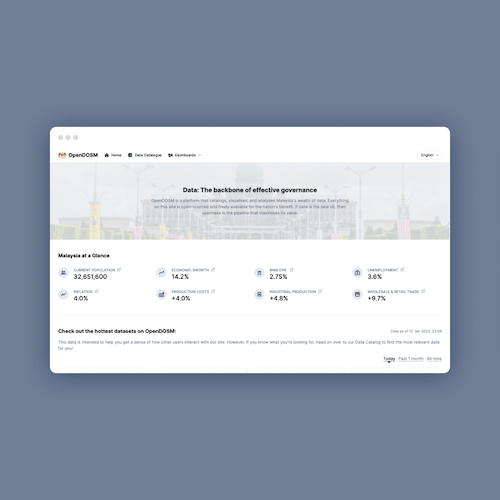 OpenDOSM
Home
Data Catalogue
Dashboards
English
Data: The backbone of effective governance
OpenDOSM is a platform that catalogs, visualises, and analyses Malaysia's wealth of data. Everything
on this site is open-sourced and freely available for the nation's benefit. If data is the new oil, then
openness is the pipeline that maximises its value.
Malaysia at a Glance
CURRENT POPULATION
32,651,600
ECONOMIC GROWTH
14.2%
BNM OPR
2.75%
UNEMPLOYMENT
3.6%
INFLATION
4.0%
PRODUCTION COSTS
+4.0%
INDUSTRIAL PRODUCTION
+4.8%
WHOLESALE & RETAIL TRADE
+9.7%
Check out the hottest datasets on OpenDOSM!
Data as of 12 Jan 2023, 23:59
This data is intended to help you get a sense of how other users interact with our site. However, if you know what you're looking for, head on over to our Data Catalog to find the most relevant data
for you!
Today
Past 1 month
All-time